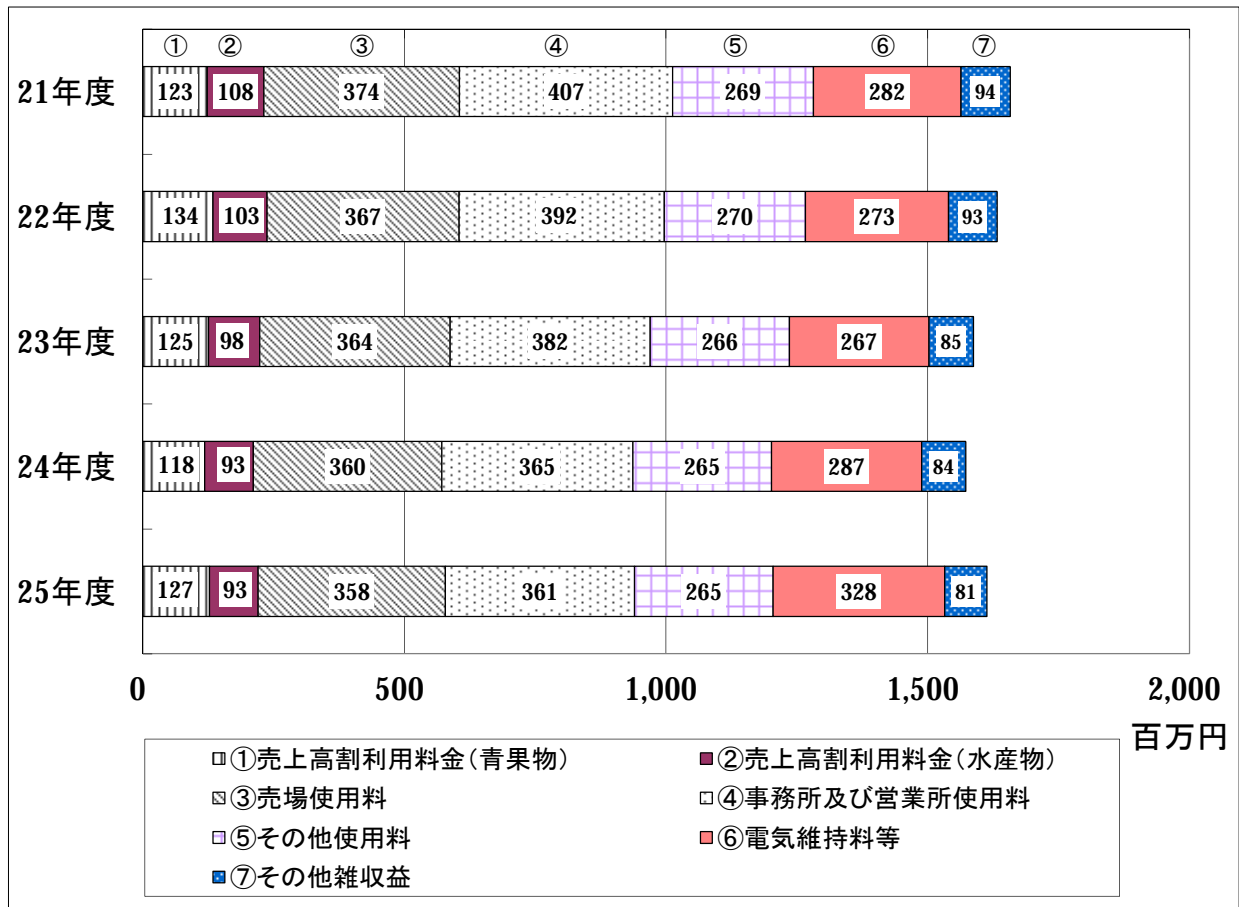 ① ② ③ ④ ⑤ ⑥ ⑦
21年度 123 108 374 407 269 282 94
22年度 134 103 367 392 270 273 93
23年度 125 98 364 382 266 267 85
24年度 118 93 360 365 265 287 84
25年度 127 93 358 361 265 328 81
0 500 1,000 1,500 2,000
百万円
①売上高割利用料金(青果物) ②売上高割利用料金(水産物)
③売場使用料 ④事務所及び営業所使用料
⑤その他使用料 ⑥電気維持料等
⑦その他雑収益